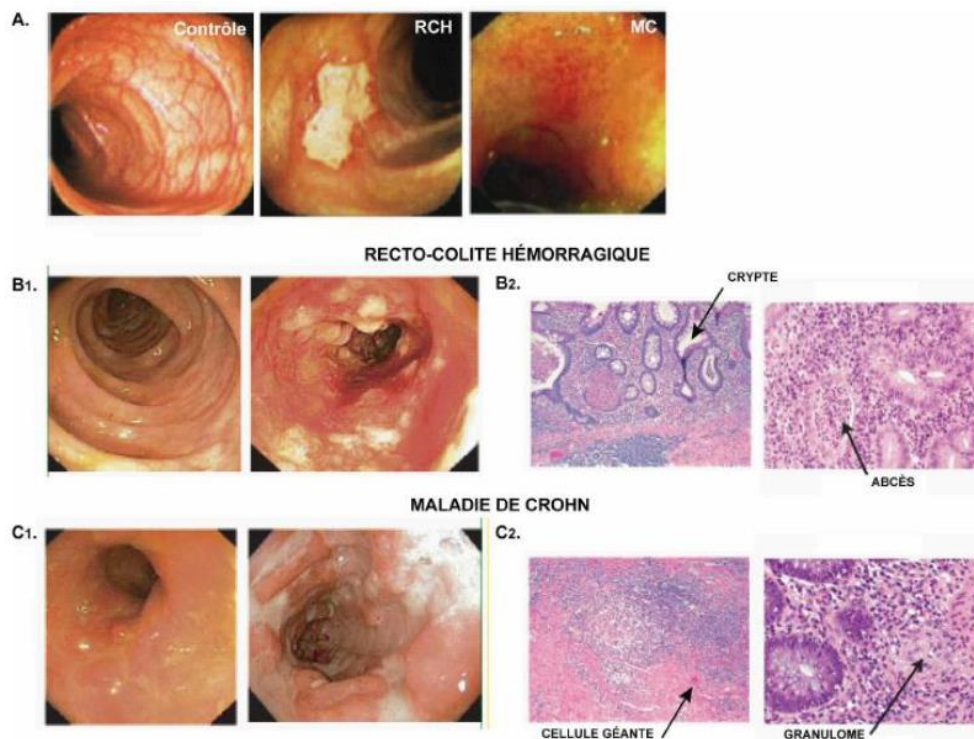 A.
Contrôle
RCH
MC
RECTO-COLITE HÉMORRAGIQUE
B1.
B2.
CRYPTE
ABCÈS
MALADIE DE CROHN
C1.
C2.
CELLULE GÉANTE
GRANULOME